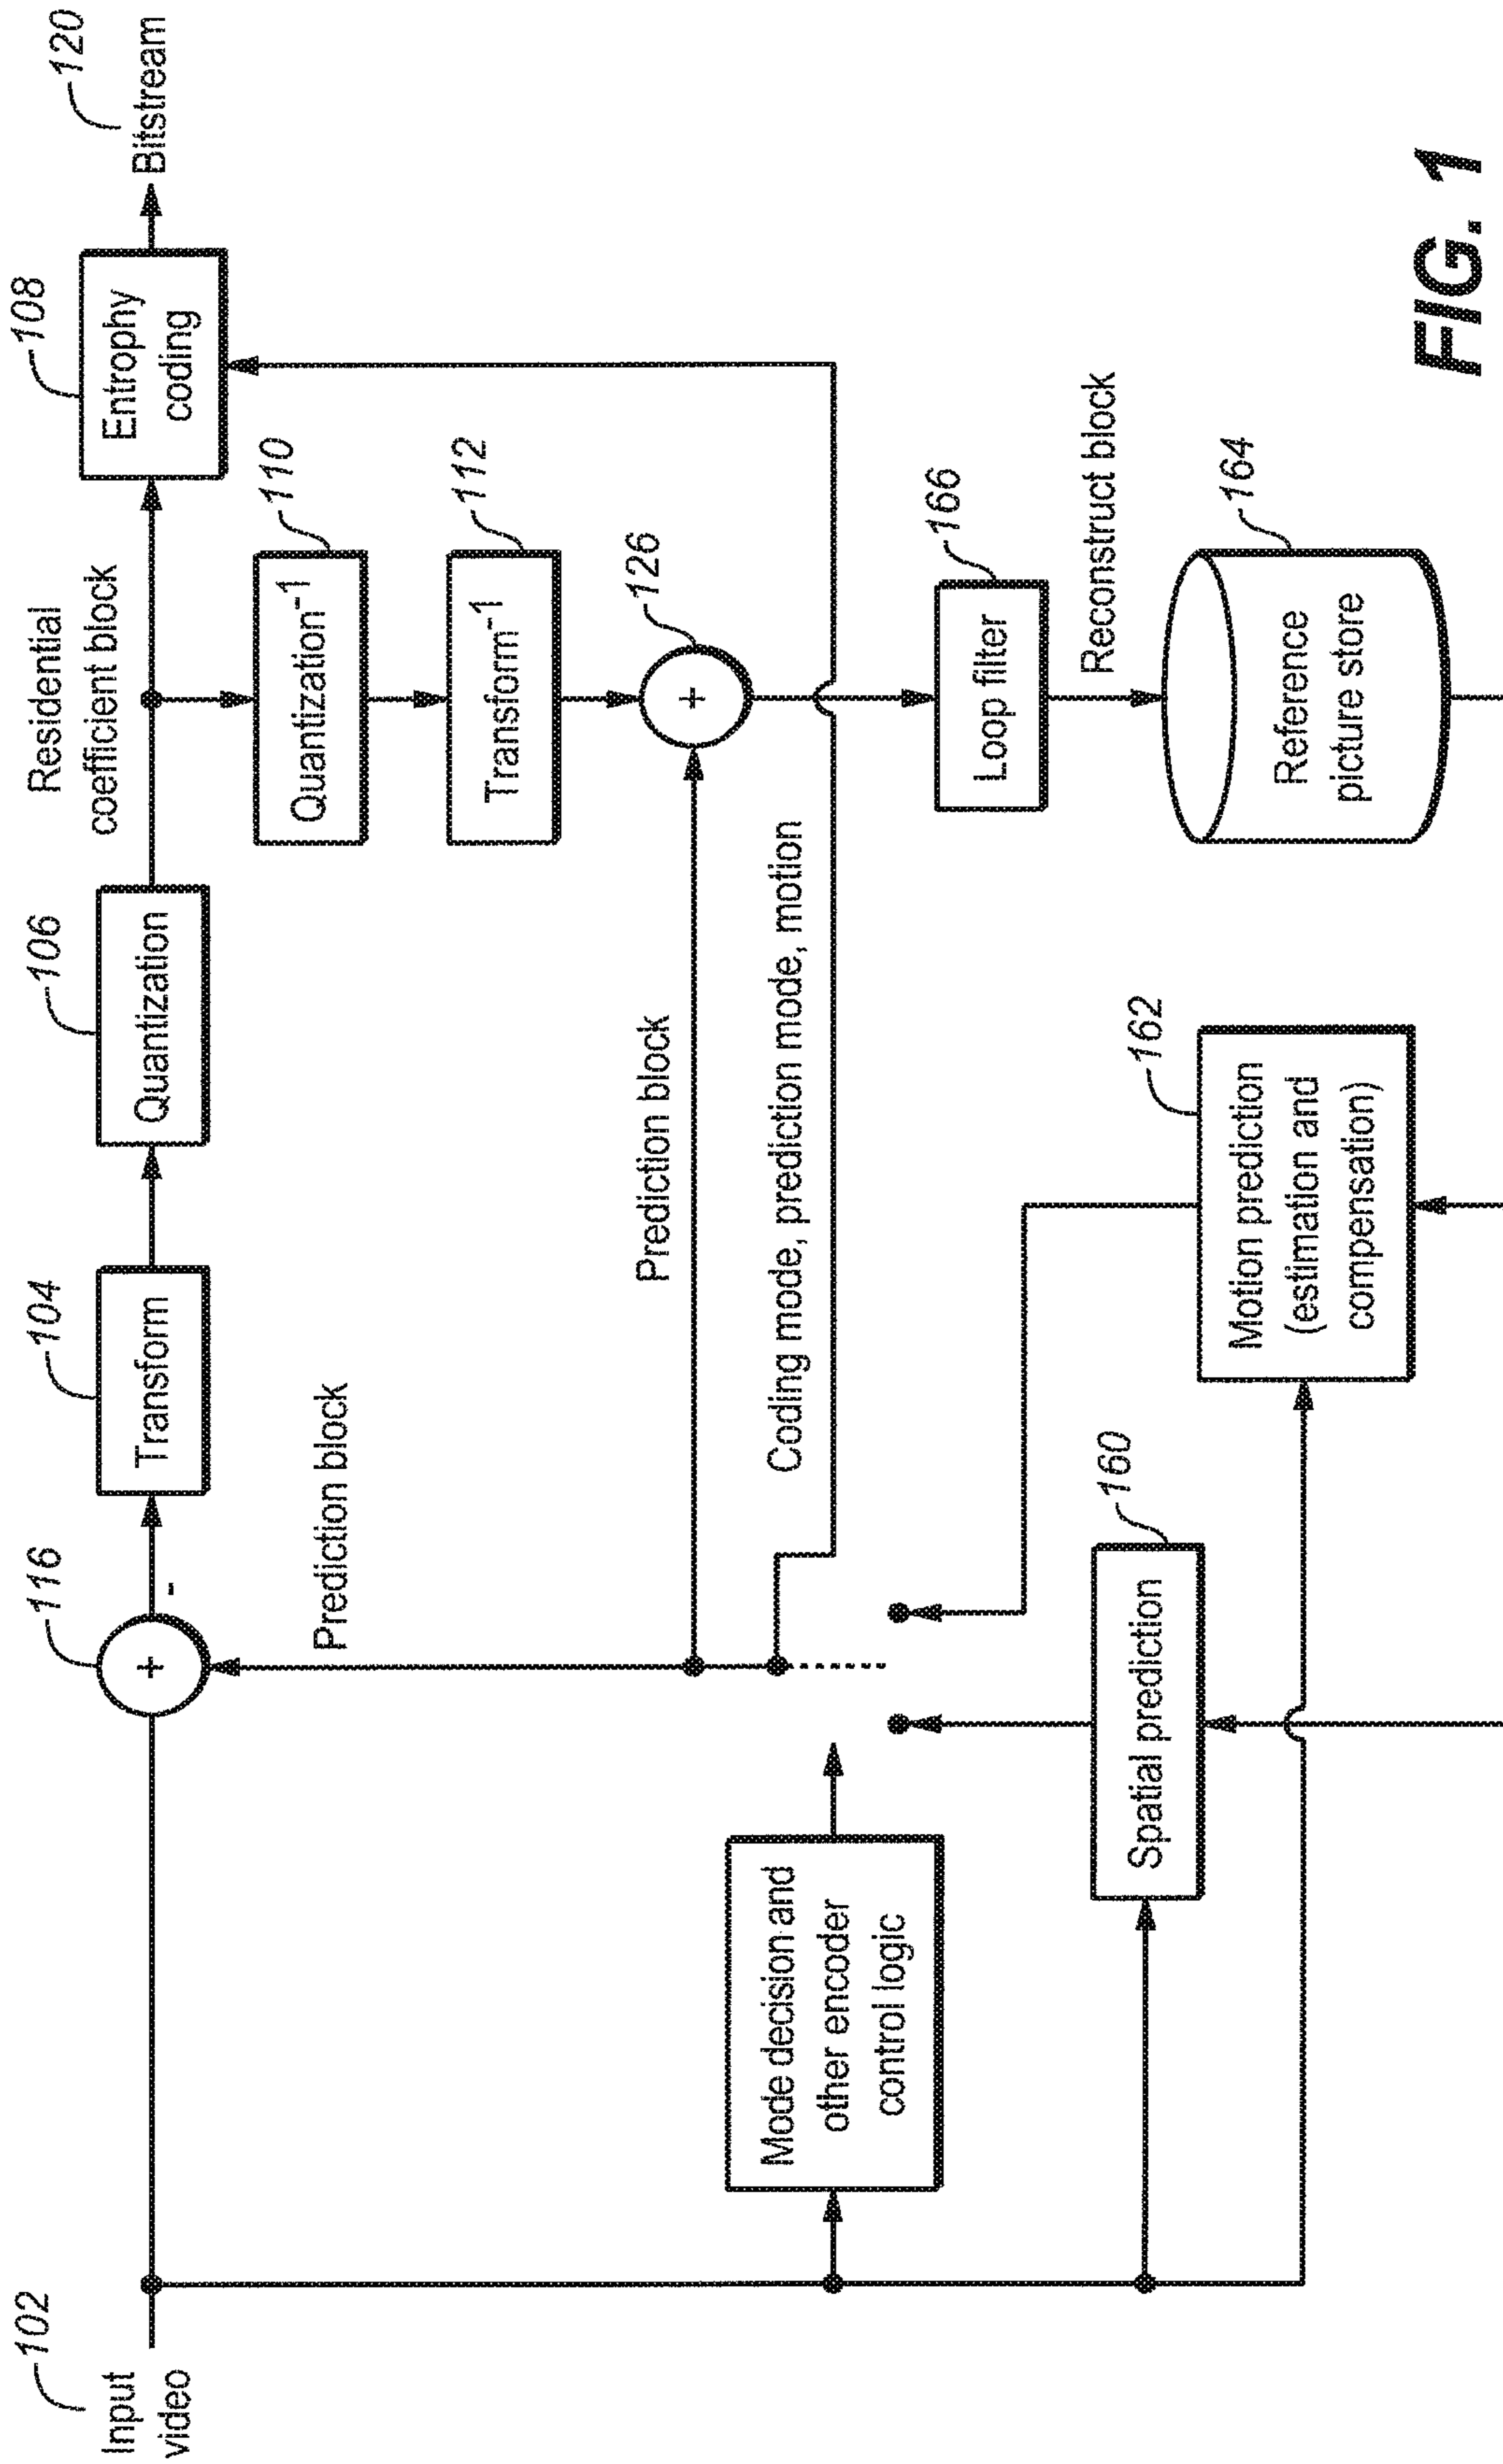 102
Input
video
116
+
-
104
Transform
106
Quantization
Residential
coefficient block
108
Entrophy
coding
120
Bitstream
110
Quantization⁻¹
112
Transform⁻¹
126
+
Prediction block
Prediction block
Coding mode, prediction mode, motion
Mode decision and
other encoder
control logic
160
Spatial prediction
162
Motion prediction
(estimation and
compensation)
166
Loop filter
Reconstruct block
164
Reference
picture store
FIG. 1